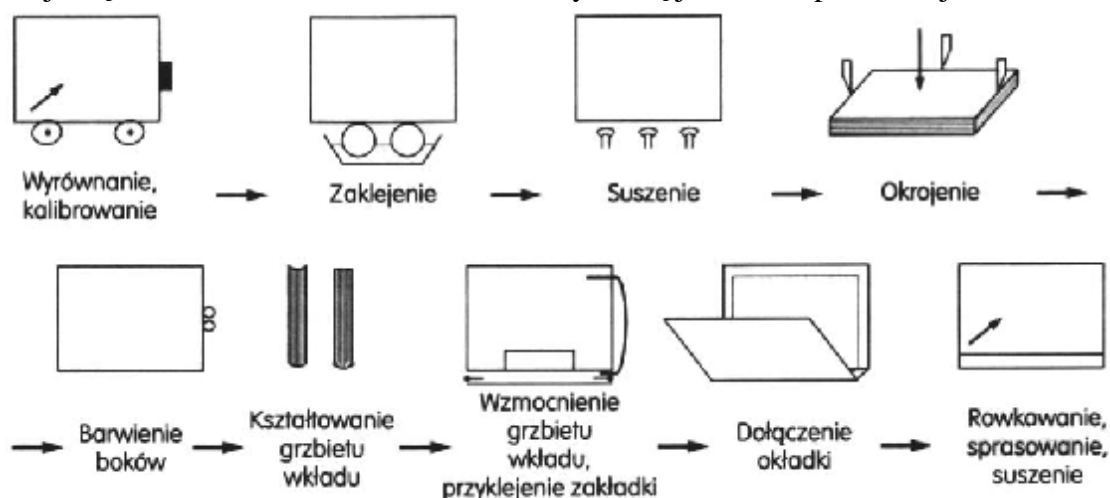 Wyrównanie,
kalibrowanie
Zaklejenie
Suszenie
Okrojenie
Barwienie
boków
Kształtowanie
grzbietu
wkładu
Wzmocnienie
grzbietu
wkładu,
przyklejenie zakładki
Dołączenie
okładki
Rowkawanie,
sprasowanie,
suszenie